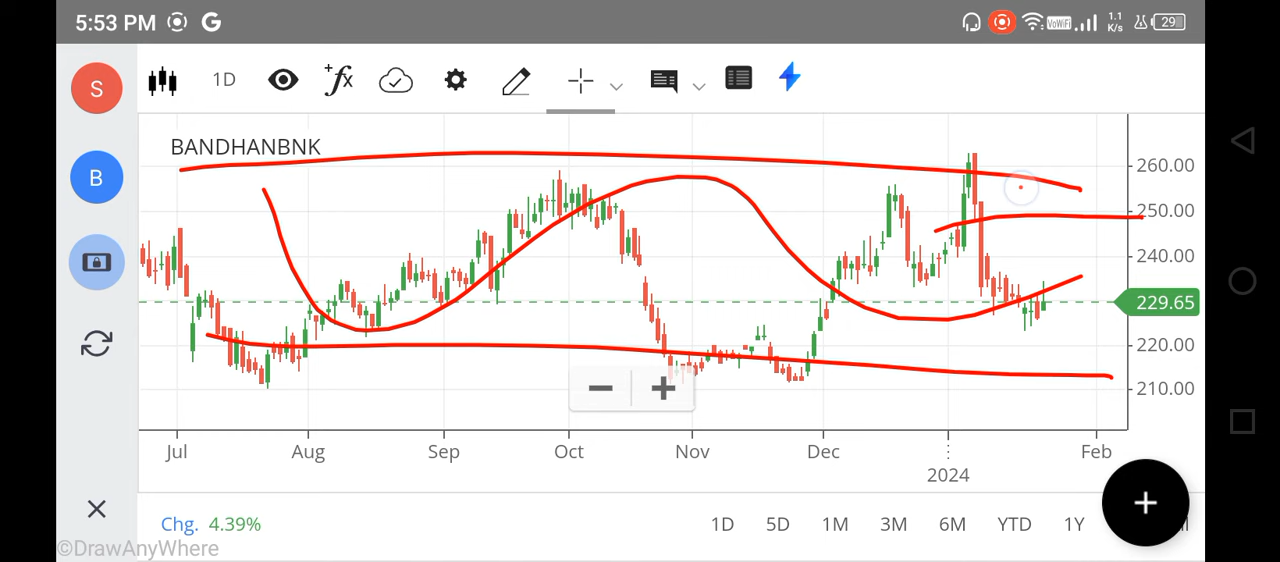 5:53 PM G VoWiFi 1.1 K/s 29
S 1D +fx
BANDHANBNK
B
260.00
250.00
240.00
229.65
220.00
210.00
Jul Aug Sep Oct Nov Dec Feb
2024
Chg. 4.39% 1D 5D 1M 3M 6M YTD 1Y
©DrawAnyWhere